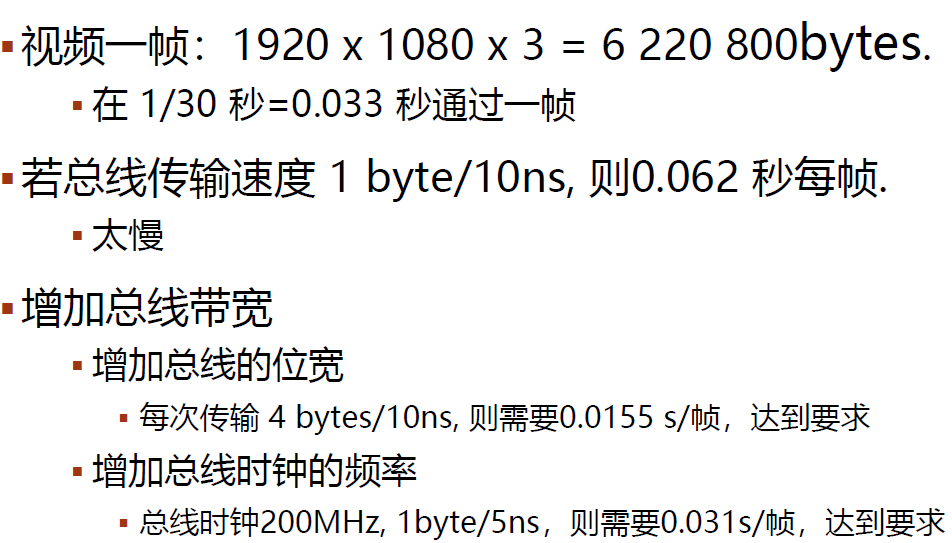 ▪视频一帧：1920 x 1080 x 3 = 6 220 800bytes.
▪在 1/30 秒=0.033 秒通过一帧
▪若总线传输速度 1 byte/10ns, 则0.062 秒每帧.
▪太慢
▪增加总线带宽
▪增加总线的位宽
▪每次传输 4 bytes/10ns, 则需要0.0155 s/帧，达到要求
▪增加总线时钟的频率
▪总线时钟200MHz, 1byte/5ns，则需要0.031s/帧，达到要求